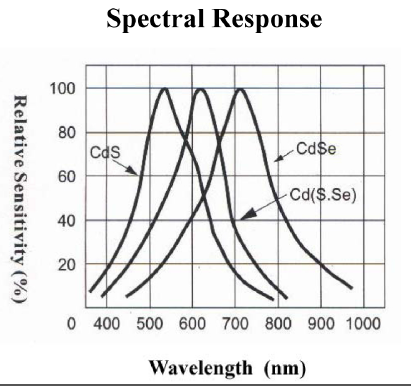 Spectral Response
Relative Sensitivity (%)
100
80
60
40
20
CdS
CdSe
Cd(S.Se)
0 400 500 600 700 800 900 1000
Wavelength (nm)